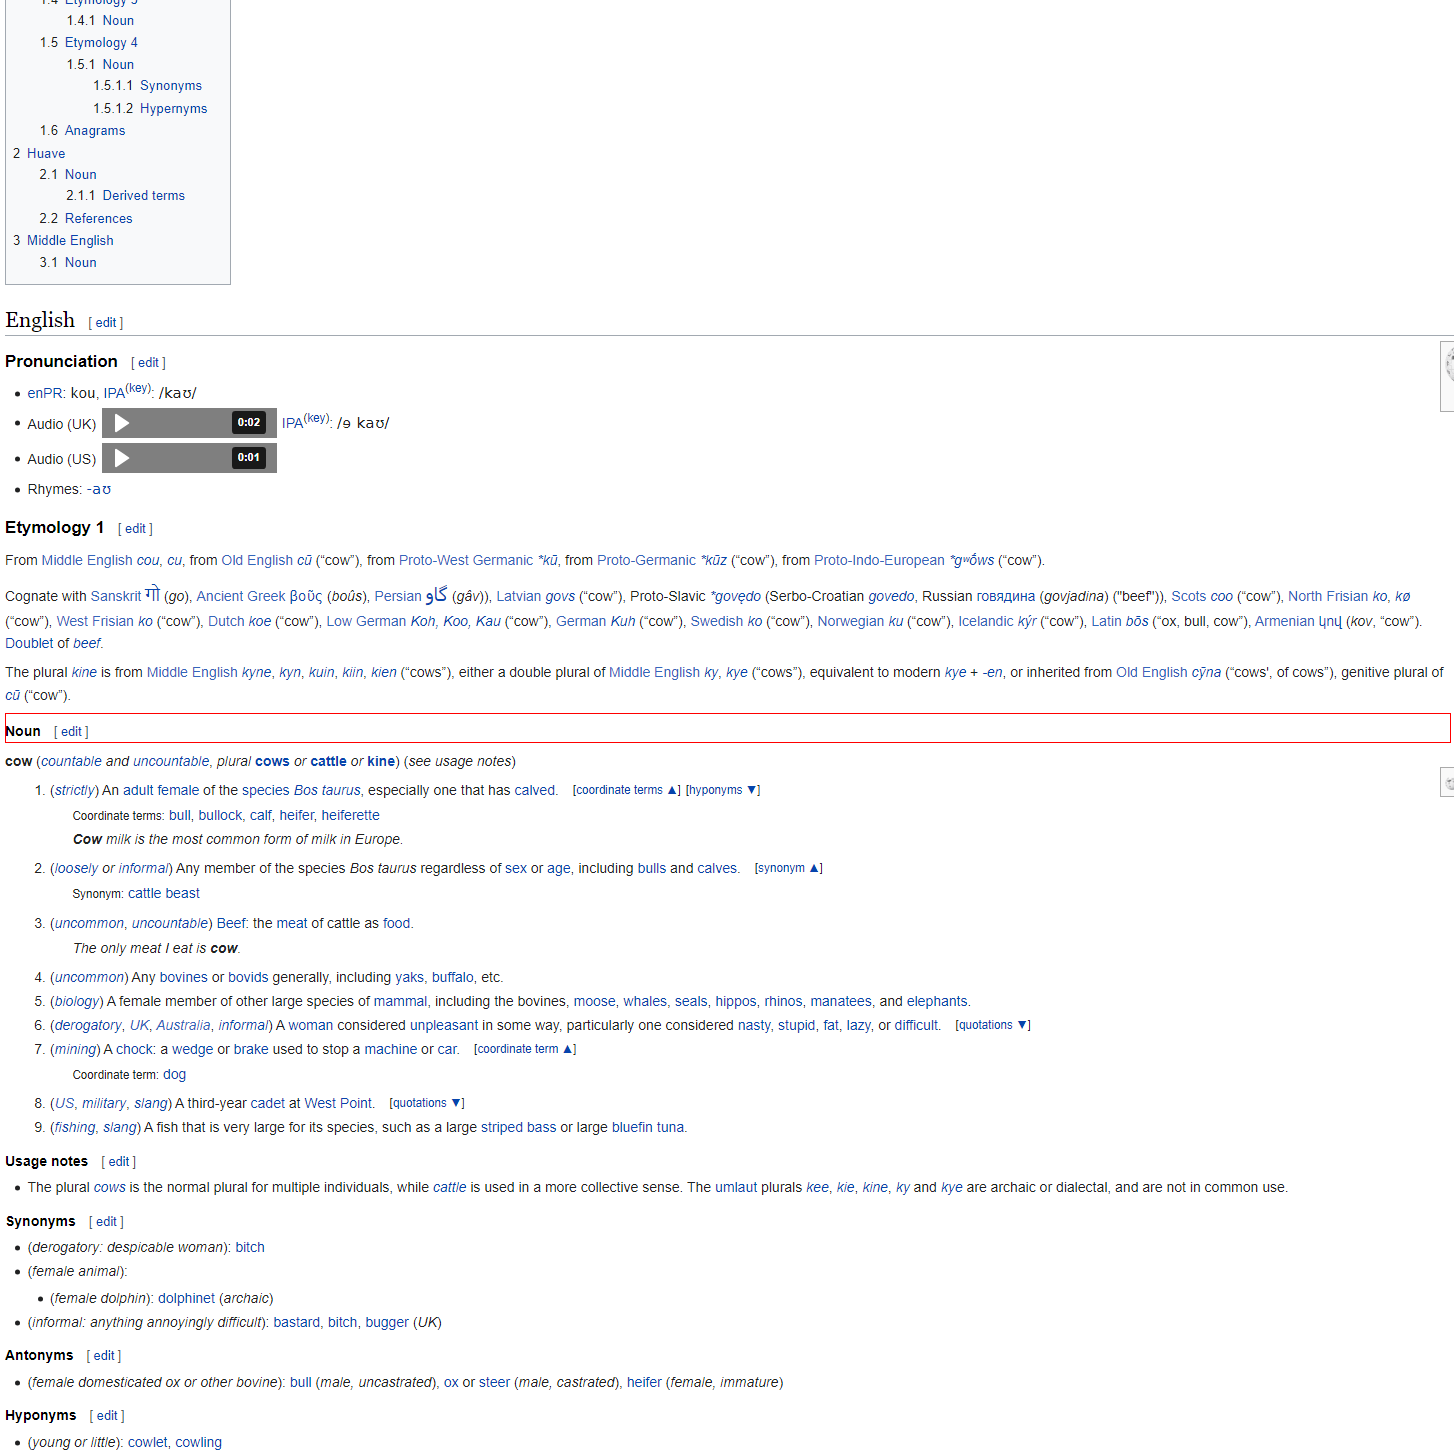 1.4 Etymology 3
1.4.1 Noun
1.5 Etymology 4
1.5.1 Noun
1.5.1.1 Synonyms
1.5.1.2 Hypernyms
1.6 Anagrams
2 Huave
2.1 Noun
2.1.1 Derived terms
2.2 References
3 Middle English
3.1 Noun
English [ edit ]
Pronunciation [ edit ]
• enPR: kou, IPA(key): /kaʊ/
• Audio (UK) 0:02 IPA(key): /ɘ kaʊ/
• Audio (US) 0:01
• Rhymes: -aʊ
Etymology 1 [ edit ]
From Middle English cou, cu, from Old English cū (“cow”), from Proto-West Germanic *kū, from Proto-Germanic *kūz (“cow”), from Proto-Indo-European *gʷṓws (“cow”).
Cognate with Sanskrit गो (go), Ancient Greek βοῦς (boûs), Persian گاو (gâv)), Latvian govs (“cow”), Proto-Slavic *govędo (Serbo-Croatian govedo, Russian говядина (govjadina) ("beef")), Scots coo (“cow”), North Frisian ko, kø
(“cow”), West Frisian ko (“cow”), Dutch koe (“cow”), Low German Koh, Koo, Kau (“cow”), German Kuh (“cow”), Swedish ko (“cow”), Norwegian ku (“cow”), Icelandic kýr (“cow”), Latin bōs (“ox, bull, cow”), Armenian կով (kov, “cow”).
Doublet of beef.
The plural kine is from Middle English kyne, kyn, kuin, kiin, kien (“cows”), either a double plural of Middle English ky, kye (“cows”), equivalent to modern kye + -en, or inherited from Old English cȳna (“cows', of cows”), genitive plural of
cū (“cow”).
Noun [ edit ]
cow (countable and uncountable, plural cows or cattle or kine) (see usage notes)
1. (strictly) An adult female of the species Bos taurus, especially one that has calved. [coordinate terms ▲] [hyponyms ▼]
Coordinate terms: bull, bullock, calf, heifer, heiferette
Cow milk is the most common form of milk in Europe.
2. (loosely or informal) Any member of the species Bos taurus regardless of sex or age, including bulls and calves. [synonym ▲]
Synonym: cattle beast
3. (uncommon, uncountable) Beef: the meat of cattle as food.
The only meat I eat is cow.
4. (uncommon) Any bovines or bovids generally, including yaks, buffalo, etc.
5. (biology) A female member of other large species of mammal, including the bovines, moose, whales, seals, hippos, rhinos, manatees, and elephants.
6. (derogatory, UK, Australia, informal) A woman considered unpleasant in some way, particularly one considered nasty, stupid, fat, lazy, or difficult. [quotations ▼]
7. (mining) A chock: a wedge or brake used to stop a machine or car. [coordinate term ▲]
Coordinate term: dog
8. (US, military, slang) A third-year cadet at West Point. [quotations ▼]
9. (fishing, slang) A fish that is very large for its species, such as a large striped bass or large bluefin tuna.
Usage notes [ edit ]
• The plural cows is the normal plural for multiple individuals, while cattle is used in a more collective sense. The umlaut plurals kee, kie, kine, ky and kye are archaic or dialectal, and are not in common use.
Synonyms [ edit ]
• (derogatory: despicable woman): bitch
• (female animal):
• (female dolphin): dolphinet (archaic)
• (informal: anything annoyingly difficult): bastard, bitch, bugger (UK)
Antonyms [ edit ]
• (female domesticated ox or other bovine): bull (male, uncastrated), ox or steer (male, castrated), heifer (female, immature)
Hyponyms [ edit ]
• (young or little): cowlet, cowling